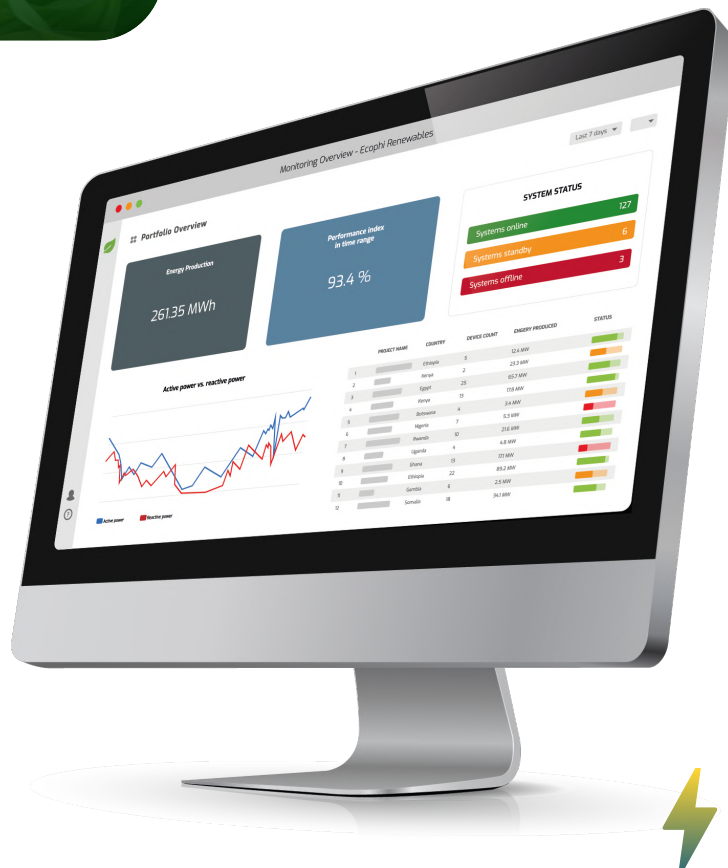 Monitoring Overview - Ecophi Renewables
Last 7 days
Portfolio Overview
Energy Production
261.35 MWh
Performance index
in time range
93.4 %
SYSTEM STATUS
Systems online 127
Systems standby 6
Systems offline 3
Active power vs. reactive power
Active power
Reactive power
PROJECT NAME COUNTRY DEVICE COUNT ENGERY PRODUCED STATUS
1 Ethiopia 5 12.4 MW
2 Kenya 2 23.3 MW
3 Egypt 25 65.7 MW
4 Kenya 13 17.8 MW
5 Botswana 4 3.4 MW
6 Nigeria 7 5.3 MW
7 Rwanda 10 21.6 MW
8 Uganda 4 4.8 MW
9 Ghana 13 17.1 MW
10 Ethiopia 22 89.2 MW
11 Gambia 6 2.5 MW
12 Somalia 18 34.1 MW
?